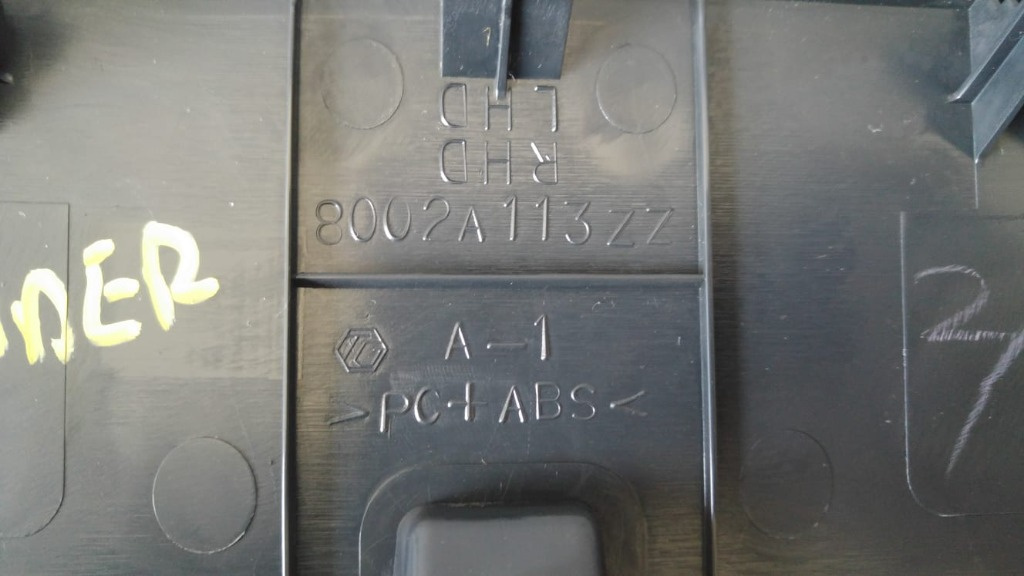 LHD
RHD
8002A113ZZ
A-1
>PC+ABS<